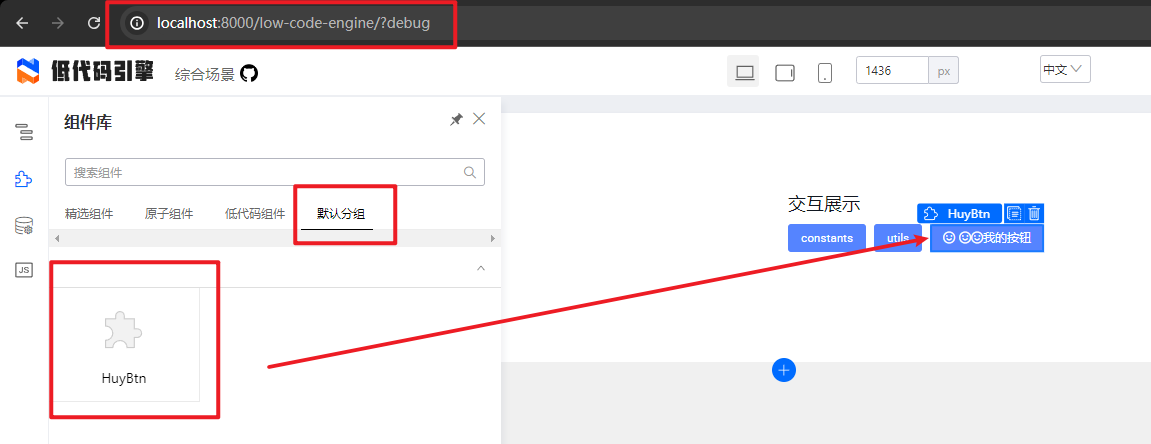 localhost:8000/low-code-engine/?debug
低代码引擎 综合场景 1436 px 中文
组件库
搜索组件
精选组件 原子组件 低代码组件 默认分组
交互展示
HuyBtn
constants utils 我的按钮
JS
HuyBtn